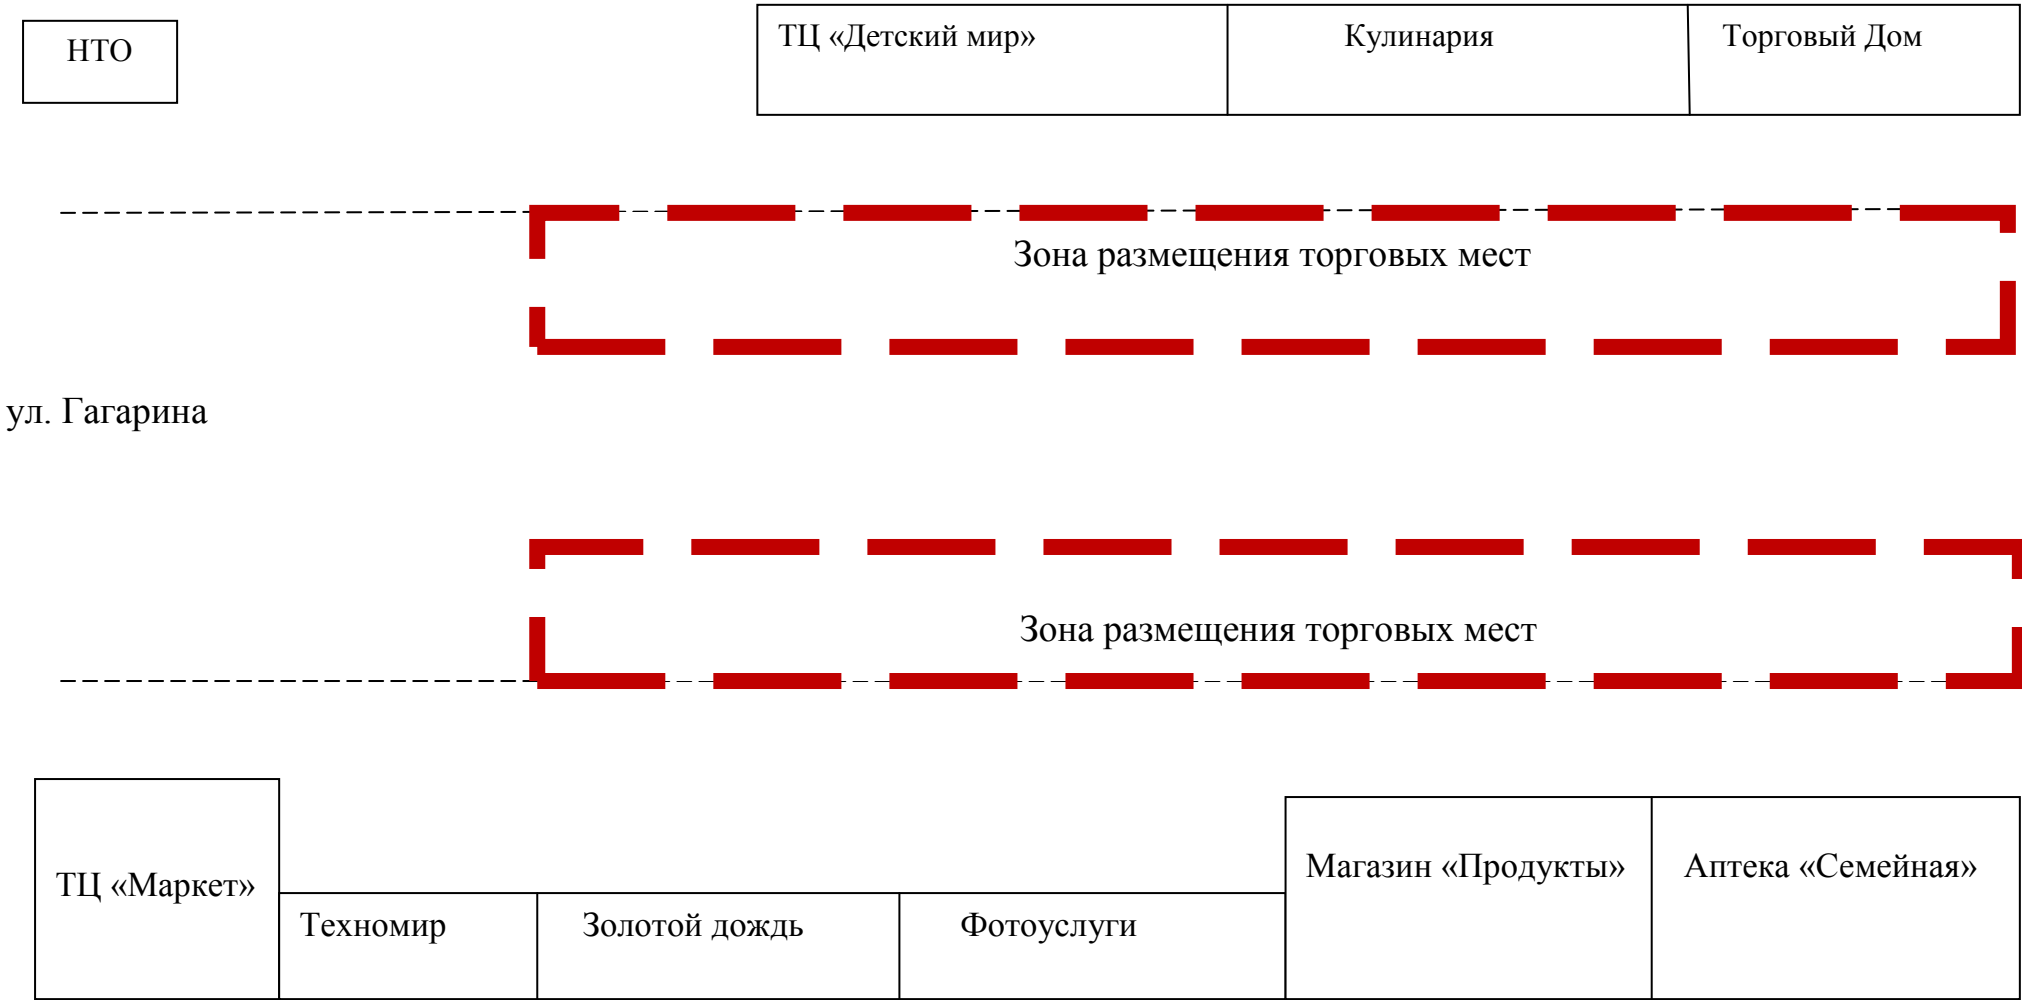 НТО
ТЦ «Детский мир»
Кулинария
Торговый Дом
Зона размещения торговых мест
ул. Гагарина
Зона размещения торговых мест
ТЦ «Маркет»
Техномир
Золотой дождь
Фотоуслуги
Магазин «Продукты»
Аптека «Семейная»